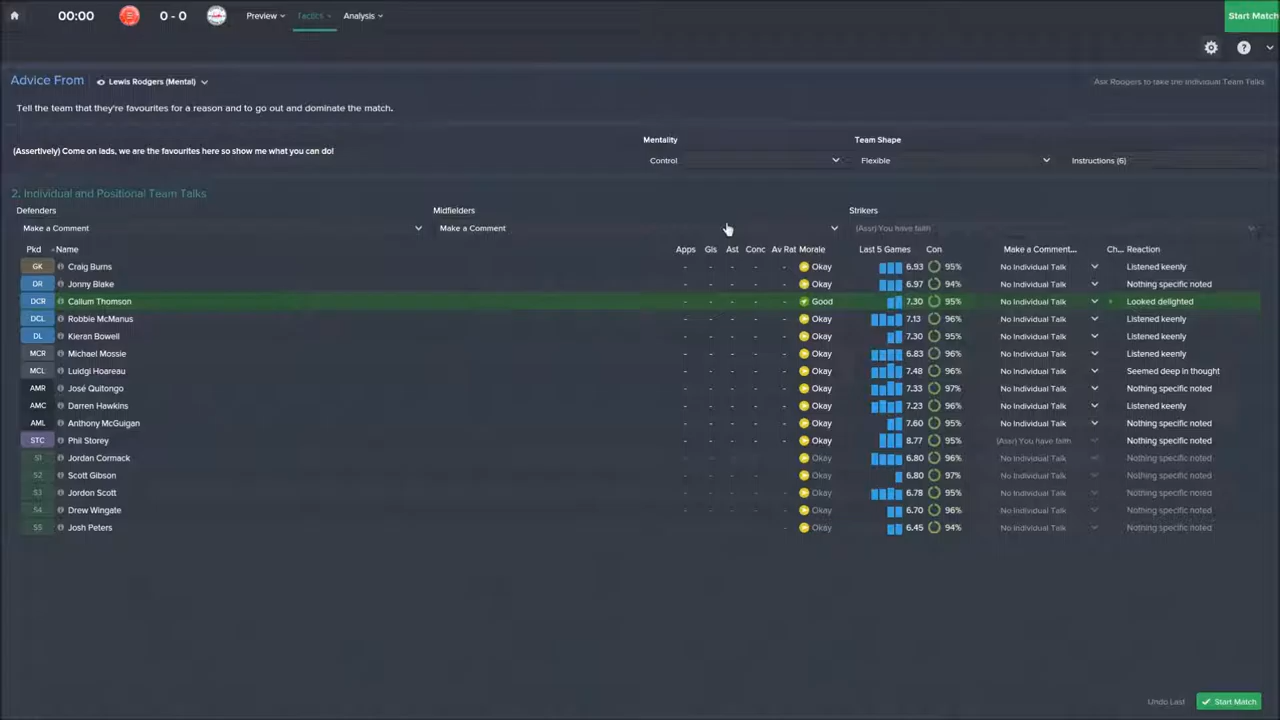 00:00 0 - 0 Preview Tactics Analysis Start Match
Advice From Lewis Rodgers (Mental) Ask Rodgers to take the Individual Team Talks
Tell the team that they're favourites for a reason and to go out and dominate the match.
Mentality Team Shape
(Assertively) Come on lads, we are the favourites here so show me what you can do!
Control Flexible Instructions (6)
2. Individual and Positional Team Talks
Defenders Midfielders Strikers
Make a Comment Make a Comment (Assr) You have faith
Pkd Name Apps Gls Ast Conc Av Rat Morale Last 5 Games Con Make a Comment... Ch... Reaction
GK Craig Burns - - - - - Okay 6.93 95% No Individual Talk Listened keenly
DR Jonny Blake - - - - - Okay 6.97 94% No Individual Talk Nothing specific noted
DCR Callum Thomson - - - - - Good 7.30 95% No Individual Talk Looked delighted
DCL Robbie McManus - - - - - Okay 7.13 96% No Individual Talk Listened keenly
DL Kieran Bowell - - - - - Okay 7.30 95% No Individual Talk Listened keenly
MCR Michael Mossie - - - - - Okay 6.83 96% No Individual Talk Listened keenly
MCL Luidgi Hoareau - - - - - Okay 7.48 96% No Individual Talk Seemed deep in thought
AMR José Quitongo - - - - - Okay 7.33 97% No Individual Talk Nothing specific noted
AMC Darren Hawkins - - - - - Okay 7.23 96% No Individual Talk Listened keenly
AML Anthony McGuigan - - - - - Okay 7.60 95% No Individual Talk Nothing specific noted
STC Phil Storey - - - - - Okay 8.77 95% (Assr) You have faith Nothing specific noted
S1 Jordan Cormack - - - - - Okay 6.80 96% No Individual Talk Nothing specific noted
S2 Scott Gibson - - - - - Okay 6.80 97% No Individual Talk Nothing specific noted
S3 Jordon Scott - - - - - Okay 6.78 95% No Individual Talk Nothing specific noted
S4 Drew Wingate - - - - - Okay 6.70 96% No Individual Talk Nothing specific noted
S5 Josh Peters - Okay 6.45 94% No Individual Talk Nothing specific noted
Undo Last Start Match